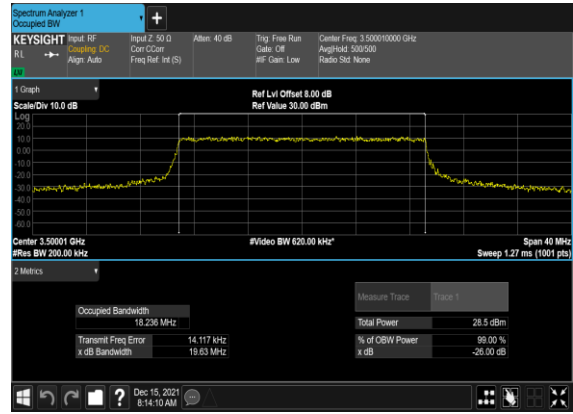 Spectrum Analyzer 1
Occupied BW
+
KEYSIGHT Input: RF Input Z: 50 Ω Atten: 40 dB Trig: Free Run Center Freq: 3.500010000 GHz
RL Coupling: DC Corr CCorr Gate: Off Avg|Hold: 500/500
Align: Auto Freq Ref: Int (S) #IF Gain: Low Radio Std: None
LW
1 Graph
Ref Lvl Offset 8.00 dB
Scale/Div 10.0 dB Ref Value 30.00 dBm
Log
20.0
10.0
0.00
-10.0
-20.0
-30.0
-40.0
-50.0
-60.0
Center 3.50001 GHz #Video BW 620.00 kHz* Span 40 MHz
#Res BW 200.00 kHz Sweep 1.27 ms (1001 pts)
2 Metrics
Measure Trace Trace 1
Occupied Bandwidth
18.236 MHz Total Power 28.5 dBm
Transmit Freq Error 14.117 kHz % of OBW Power 99.00 %
x dB Bandwidth 19.63 MHz x dB -26.00 dB
? Dec 15, 2021
8:14:10 AM